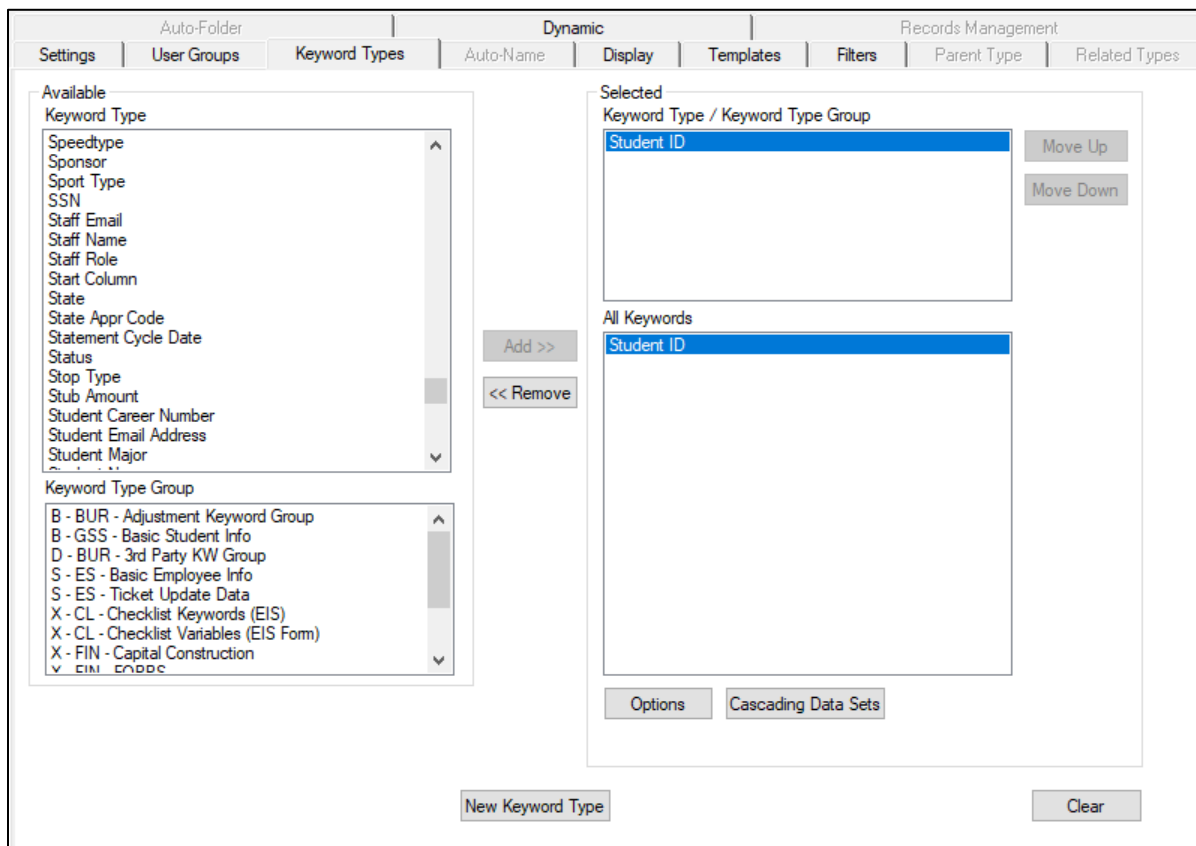 Auto-Folder Dynamic Records Management
Settings User Groups Keyword Types Auto-Name Display Templates Filters Parent Type Related Types
Available
Keyword Type
Speedtype
Sponsor
Sport Type
SSN
Staff Email
Staff Name
Staff Role
Start Column
State
State Appr Code
Statement Cycle Date
Status
Stop Type
Stub Amount
Student Career Number
Student Email Address
Student Major
Keyword Type Group
B - BUR - Adjustment Keyword Group
B - GSS - Basic Student Info
D - BUR - 3rd Party KW Group
S - ES - Basic Employee Info
S - ES - Ticket Update Data
X - CL - Checklist Keywords (EIS)
X - CL - Checklist Variables (EIS Form)
X - FIN - Capital Construction
Add >>
<< Remove
Selected
Keyword Type / Keyword Type Group
Student ID
Move Up
Move Down
All Keywords
Student ID
Options Cascading Data Sets
New Keyword Type Clear